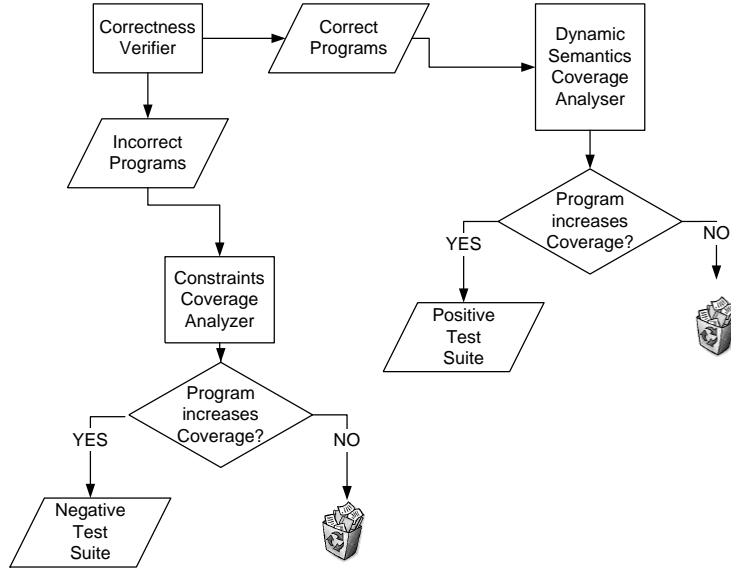 Correctness
Verifier
Correct
Programs
Dynamic
Semantics
Coverage
Analyser
Incorrect
Programs
Program
increases
Coverage?
YES
NO
Constraints
Coverage
Analyzer
Positive
Test
Suite
Program
increases
Coverage?
YES
NO
Negative
Test
Suite